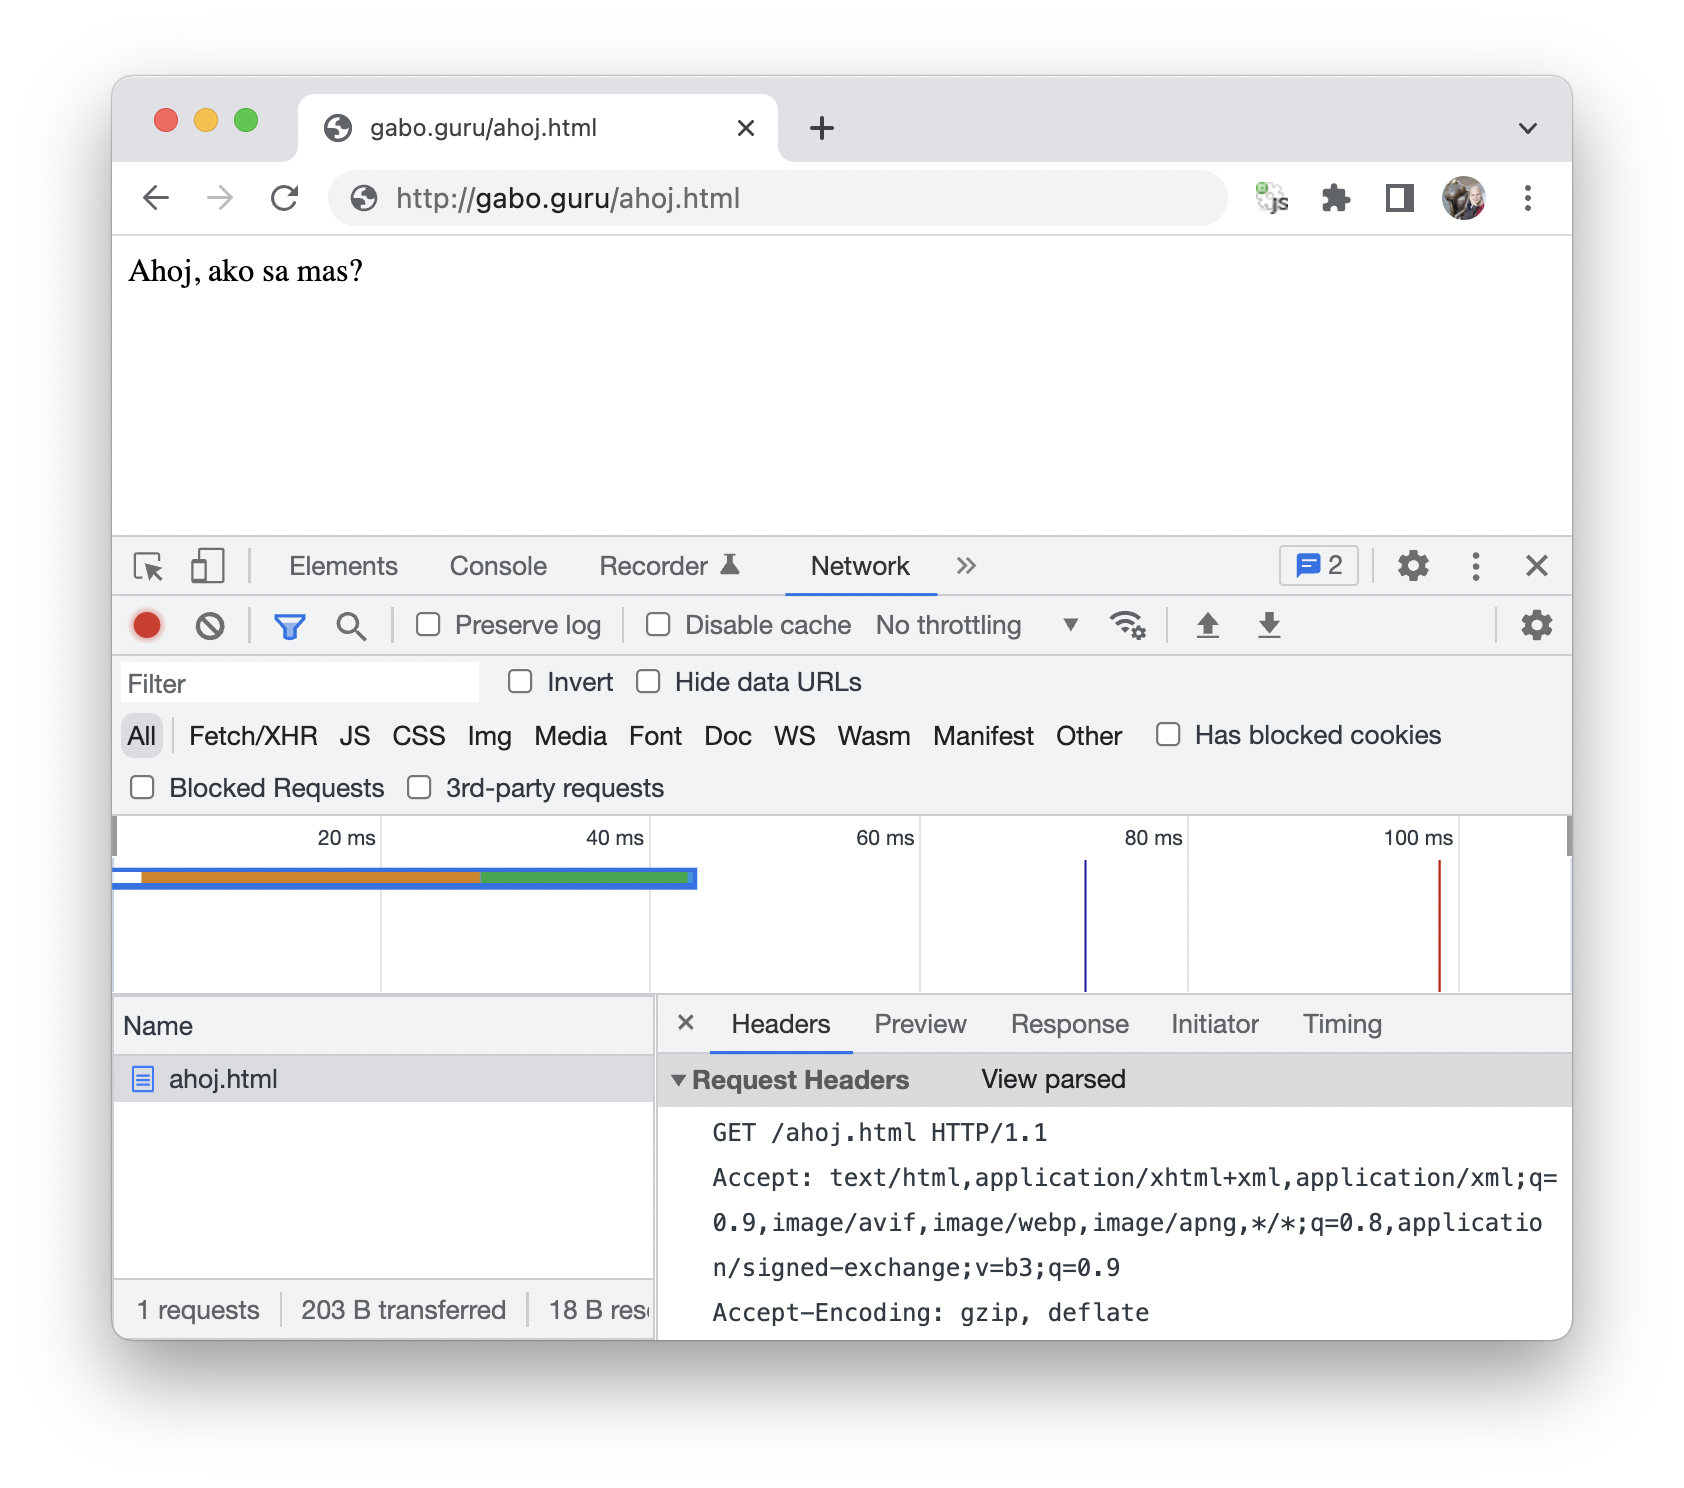 gabo.guru/ahoj.html
http://gabo.guru/ahoj.html
js
Ahoj, ako sa mas?
Elements Console Recorder Network 2
Preserve log Disable cache No throttling
Filter Invert Hide data URLs
All Fetch/XHR JS CSS Img Media Font Doc WS Wasm Manifest Other Has blocked cookies
Blocked Requests 3rd-party requests
20 ms 40 ms 60 ms 80 ms 100 ms
Name
ahoj.html
1 requests 203 B transferred 18 B res
Headers Preview Response Initiator Timing
Request Headers View parsed
GET /ahoj.html HTTP/1.1
Accept: text/html,application/xhtml+xml,application/xml;q=
0.9,image/avif,image/webp,image/apng,*/*;q=0.8,applicatio
n/signed-exchange;v=b3;q=0.9
Accept-Encoding: gzip, deflate